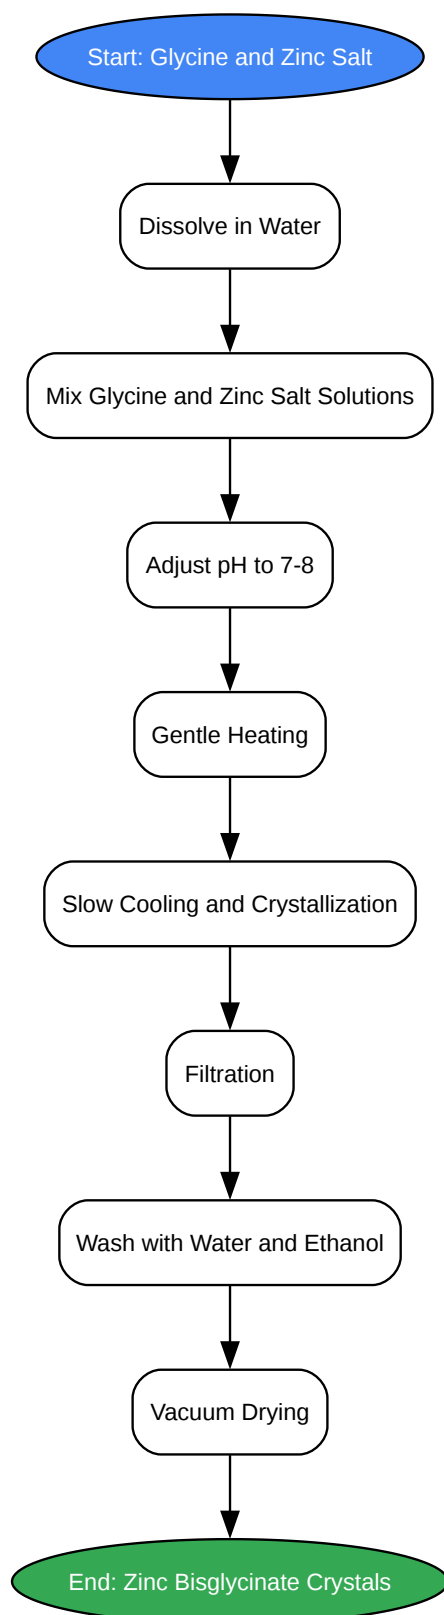 Start: Glycine and Zinc Salt
Dissolve in Water
Mix Glycine and Zinc Salt Solutions
Adjust pH to 7-8
Gentle Heating
Slow Cooling and Crystallization
Filtration
Wash with Water and Ethanol
Vacuum Drying
End: Zinc Bisglycinate Crystals